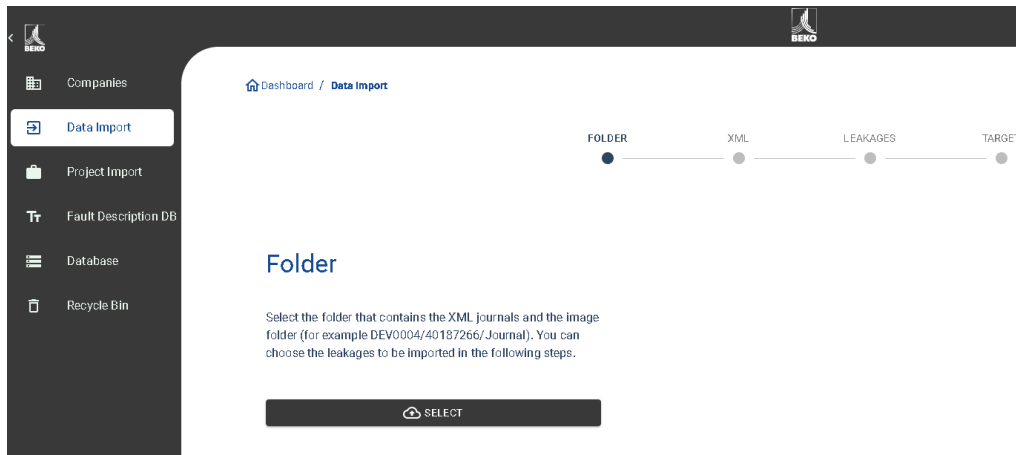 BEKO
BEKO
Companies
Data Import
Project Import
Fault Description DB
Database
Recycle Bin
Dashboard / Data Import
FOLDER XML LEAKAGES TARGET
Folder
Select the folder that contains the XML journals and the image
folder (for example DEV0004/40187266/Journal). You can
choose the leakages to be imported in the following steps.
SELECT